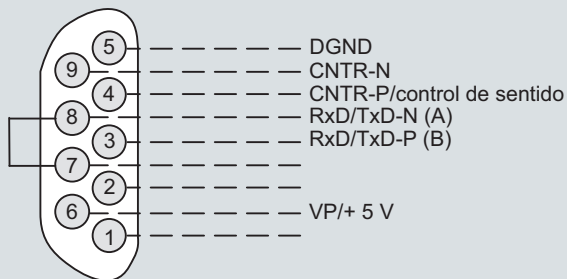 5 DGND
9 CNTR-N
4 CNTR-P/control de sentido
8 RxD/TxD-N (A)
3 RxD/TxD-P (B)
7
2
6 VP/+ 5 V
1